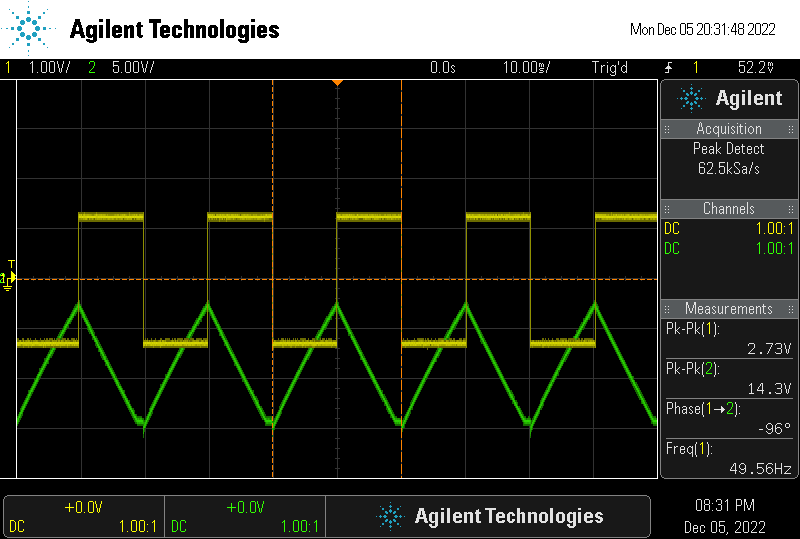 Agilent Technologies
Mon Dec 05 20:31:48 2022
1 1.00V/ 2 5.00V/ 0.0s 10.00ms/ Trig'd 1 52.2mV
Agilent
Acquisition
Peak Detect
62.5kSa/s
Channels
DC 1.00:1
DC 1.00:1
Measurements
Pk-Pk(1):
2.73V
Pk-Pk(2):
14.3V
Phase(1→2):
-96°
Freq(1):
49.56Hz
T
2
+0.0V
DC 1.00:1
+0.0V
DC 1.00:1
Agilent Technologies
08:31 PM
Dec 05, 2022